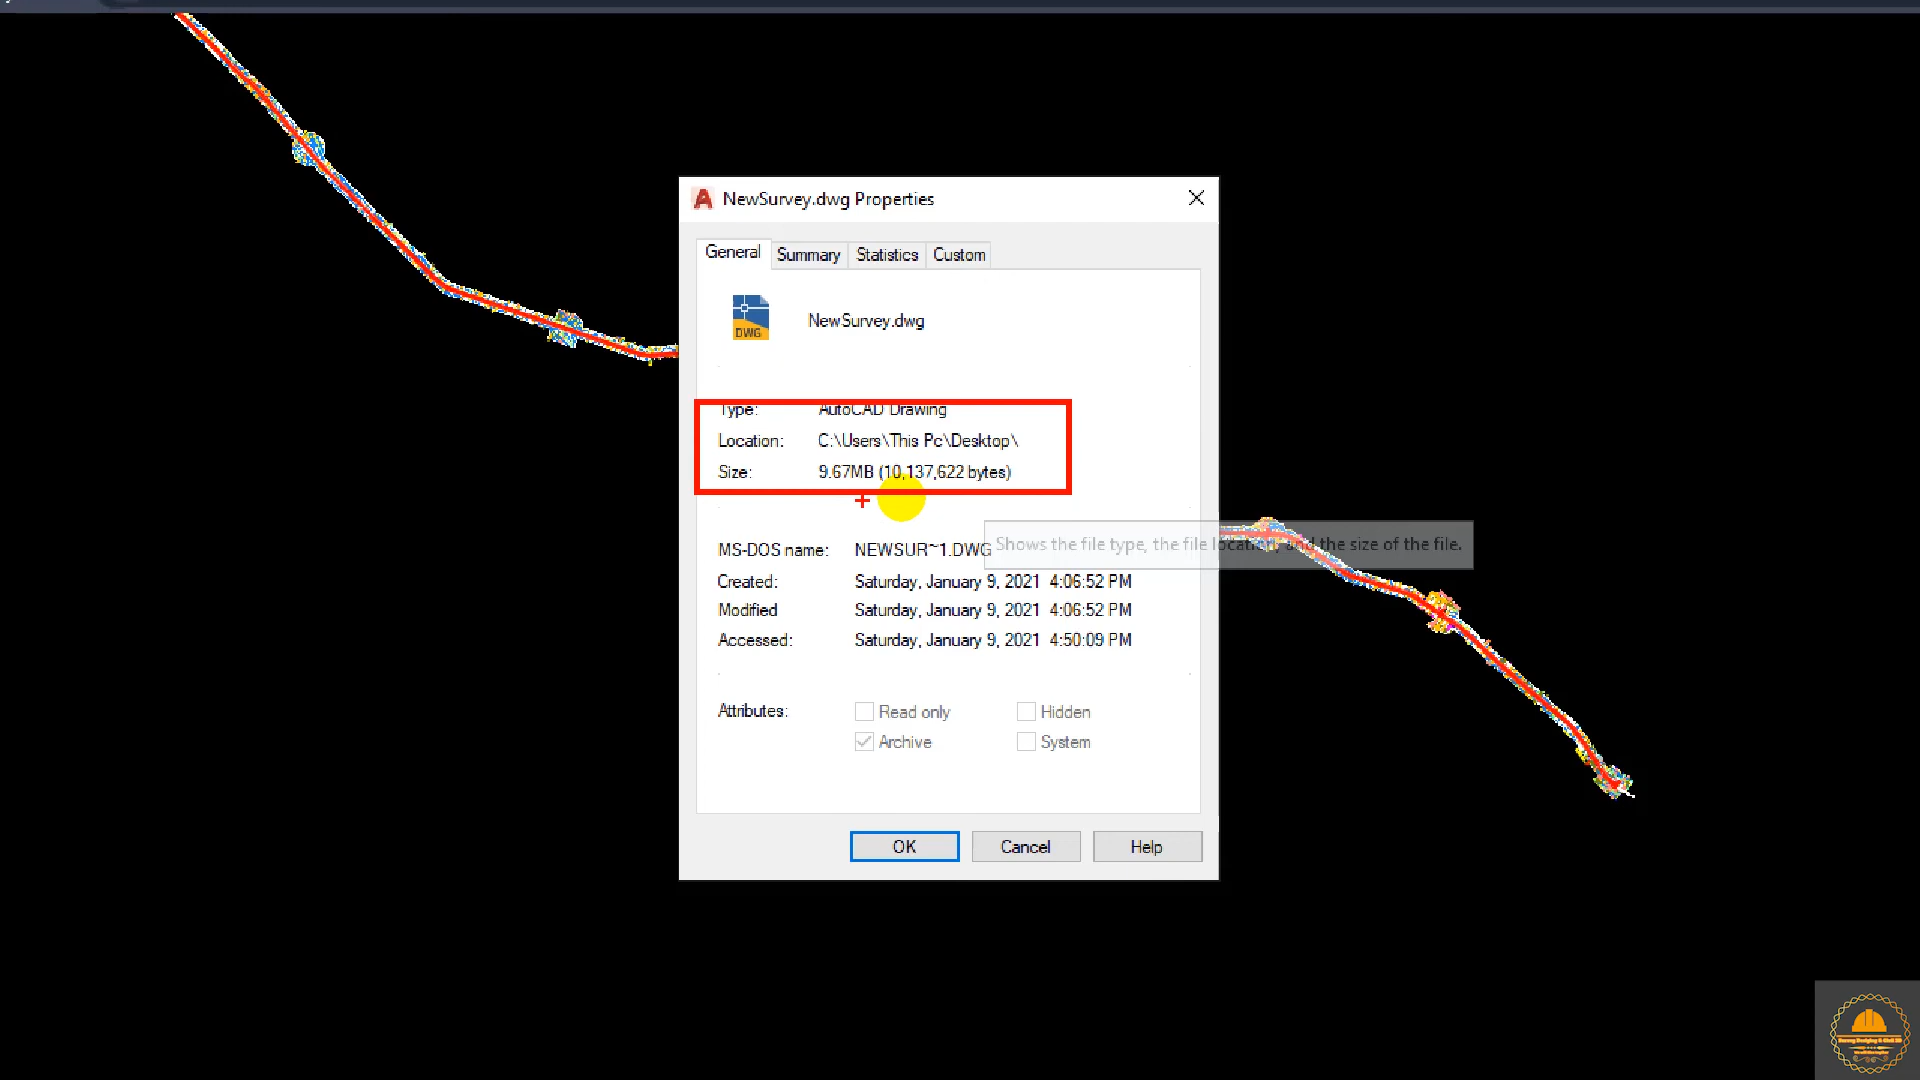 NewSurvey.dwg Properties
General Summary Statistics Custom
DWG
NewSurvey.dwg
Type: AutoCAD Drawing
Location: C:\Users\This Pc\Desktop\
Size: 9.67MB (10,137,622 bytes)
MS-DOS name: NEWSUR~1.DWG
Shows the file type, the file location, and the size of the file.
Created: Saturday, January 9, 2021 4:06:52 PM
Modified Saturday, January 9, 2021 4:06:52 PM
Accessed: Saturday, January 9, 2021 4:50:09 PM
Attributes: Read only Hidden
Archive System
OK Cancel Help